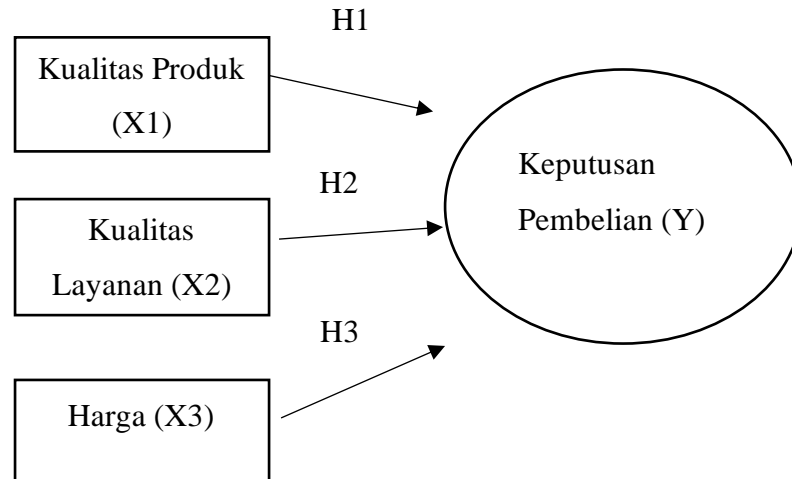 H1
Kualitas Produk
(X1)
H2
Kualitas
Layanan (X2)
H3
Harga (X3)
Keputusan
Pembelian (Y)